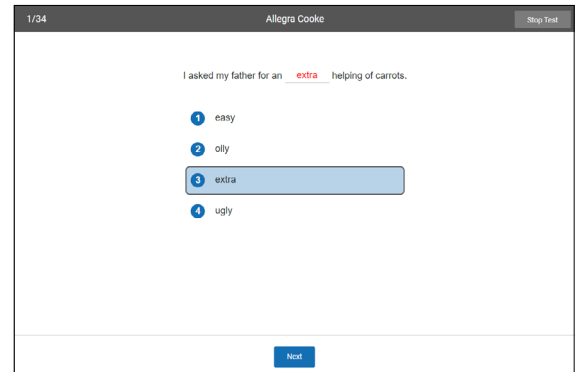 1/34 Allegra Cooke Stop Test
I asked my father for an extra helping of carrots.
1 easy
2 olly
3 extra
4 ugly
Next